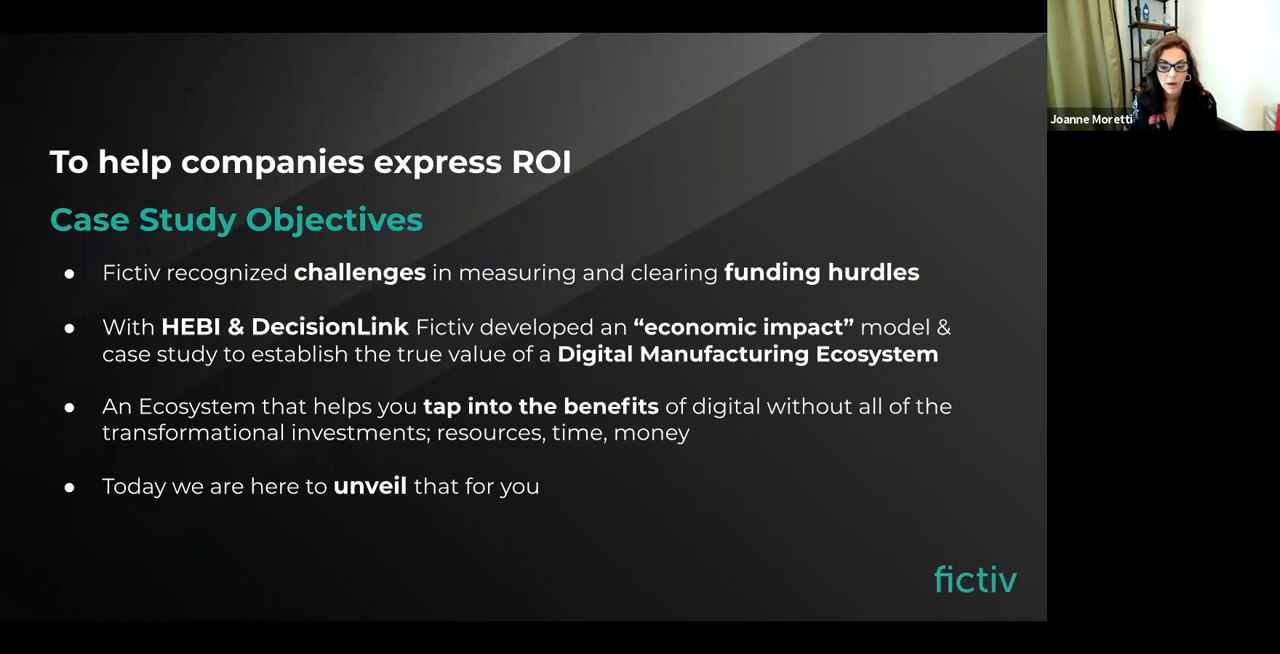 To help companies express ROI
Case Study Objectives
● Fictiv recognized challenges in measuring and clearing funding hurdles
● With HEBI & DecisionLink Fictiv developed an “economic impact” model &
case study to establish the true value of a Digital Manufacturing Ecosystem
● An Ecosystem that helps you tap into the benefits of digital without all of the
transformational investments; resources, time, money
● Today we are here to unveil that for you
fictiv
Joanne Moretti